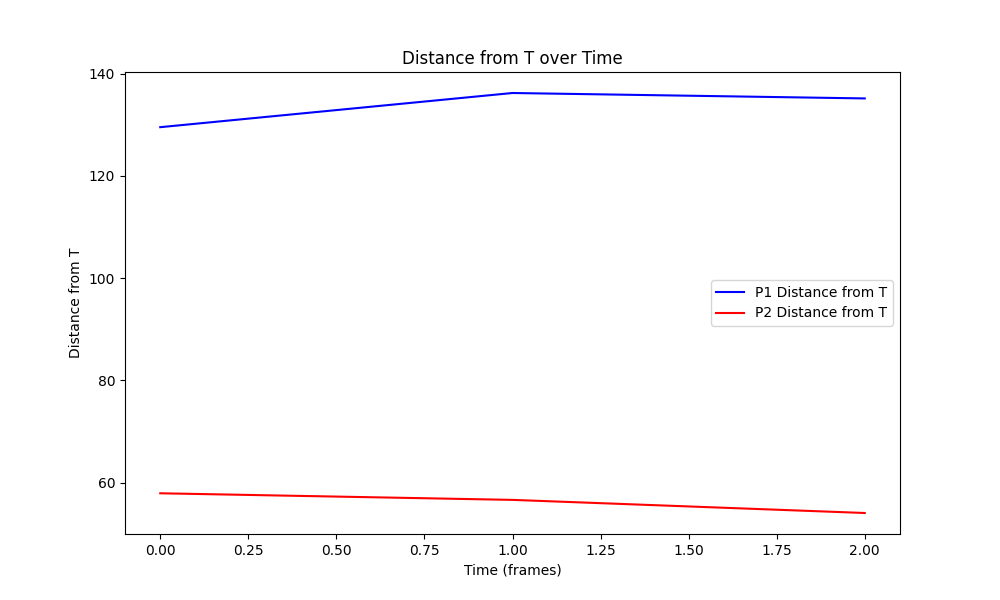 Distance from T over Time
140
120
100
80
60
Distance from T
P1 Distance from T
P2 Distance from T
0.00 0.25 0.50 0.75 1.00 1.25 1.50 1.75 2.00
Time (frames)